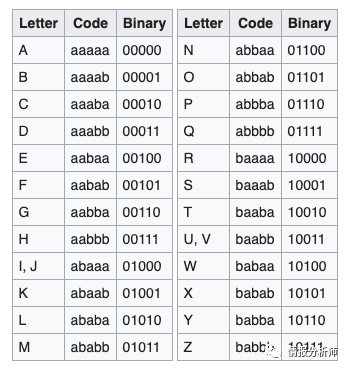 Letter Code Binary Letter Code Binary
A aaaaa 00000 N abbaa 01100
B aaaab 00001 O abbab 01101
C aaaba 00010 P abbba 01110
D aaabb 00011 Q abbbb 01111
E aabaa 00100 R baaaa 10000
F aabab 00101 S baaab 10001
G aabba 00110 T baaba 10010
H aabbb 00111 U, V baabb 10011
I, J abaaa 01000 W babaa 10100
K abaab 01001 X babab 10101
L ababa 01010 Y babba 10110
M ababb 01011 Z 10111
情报分析师